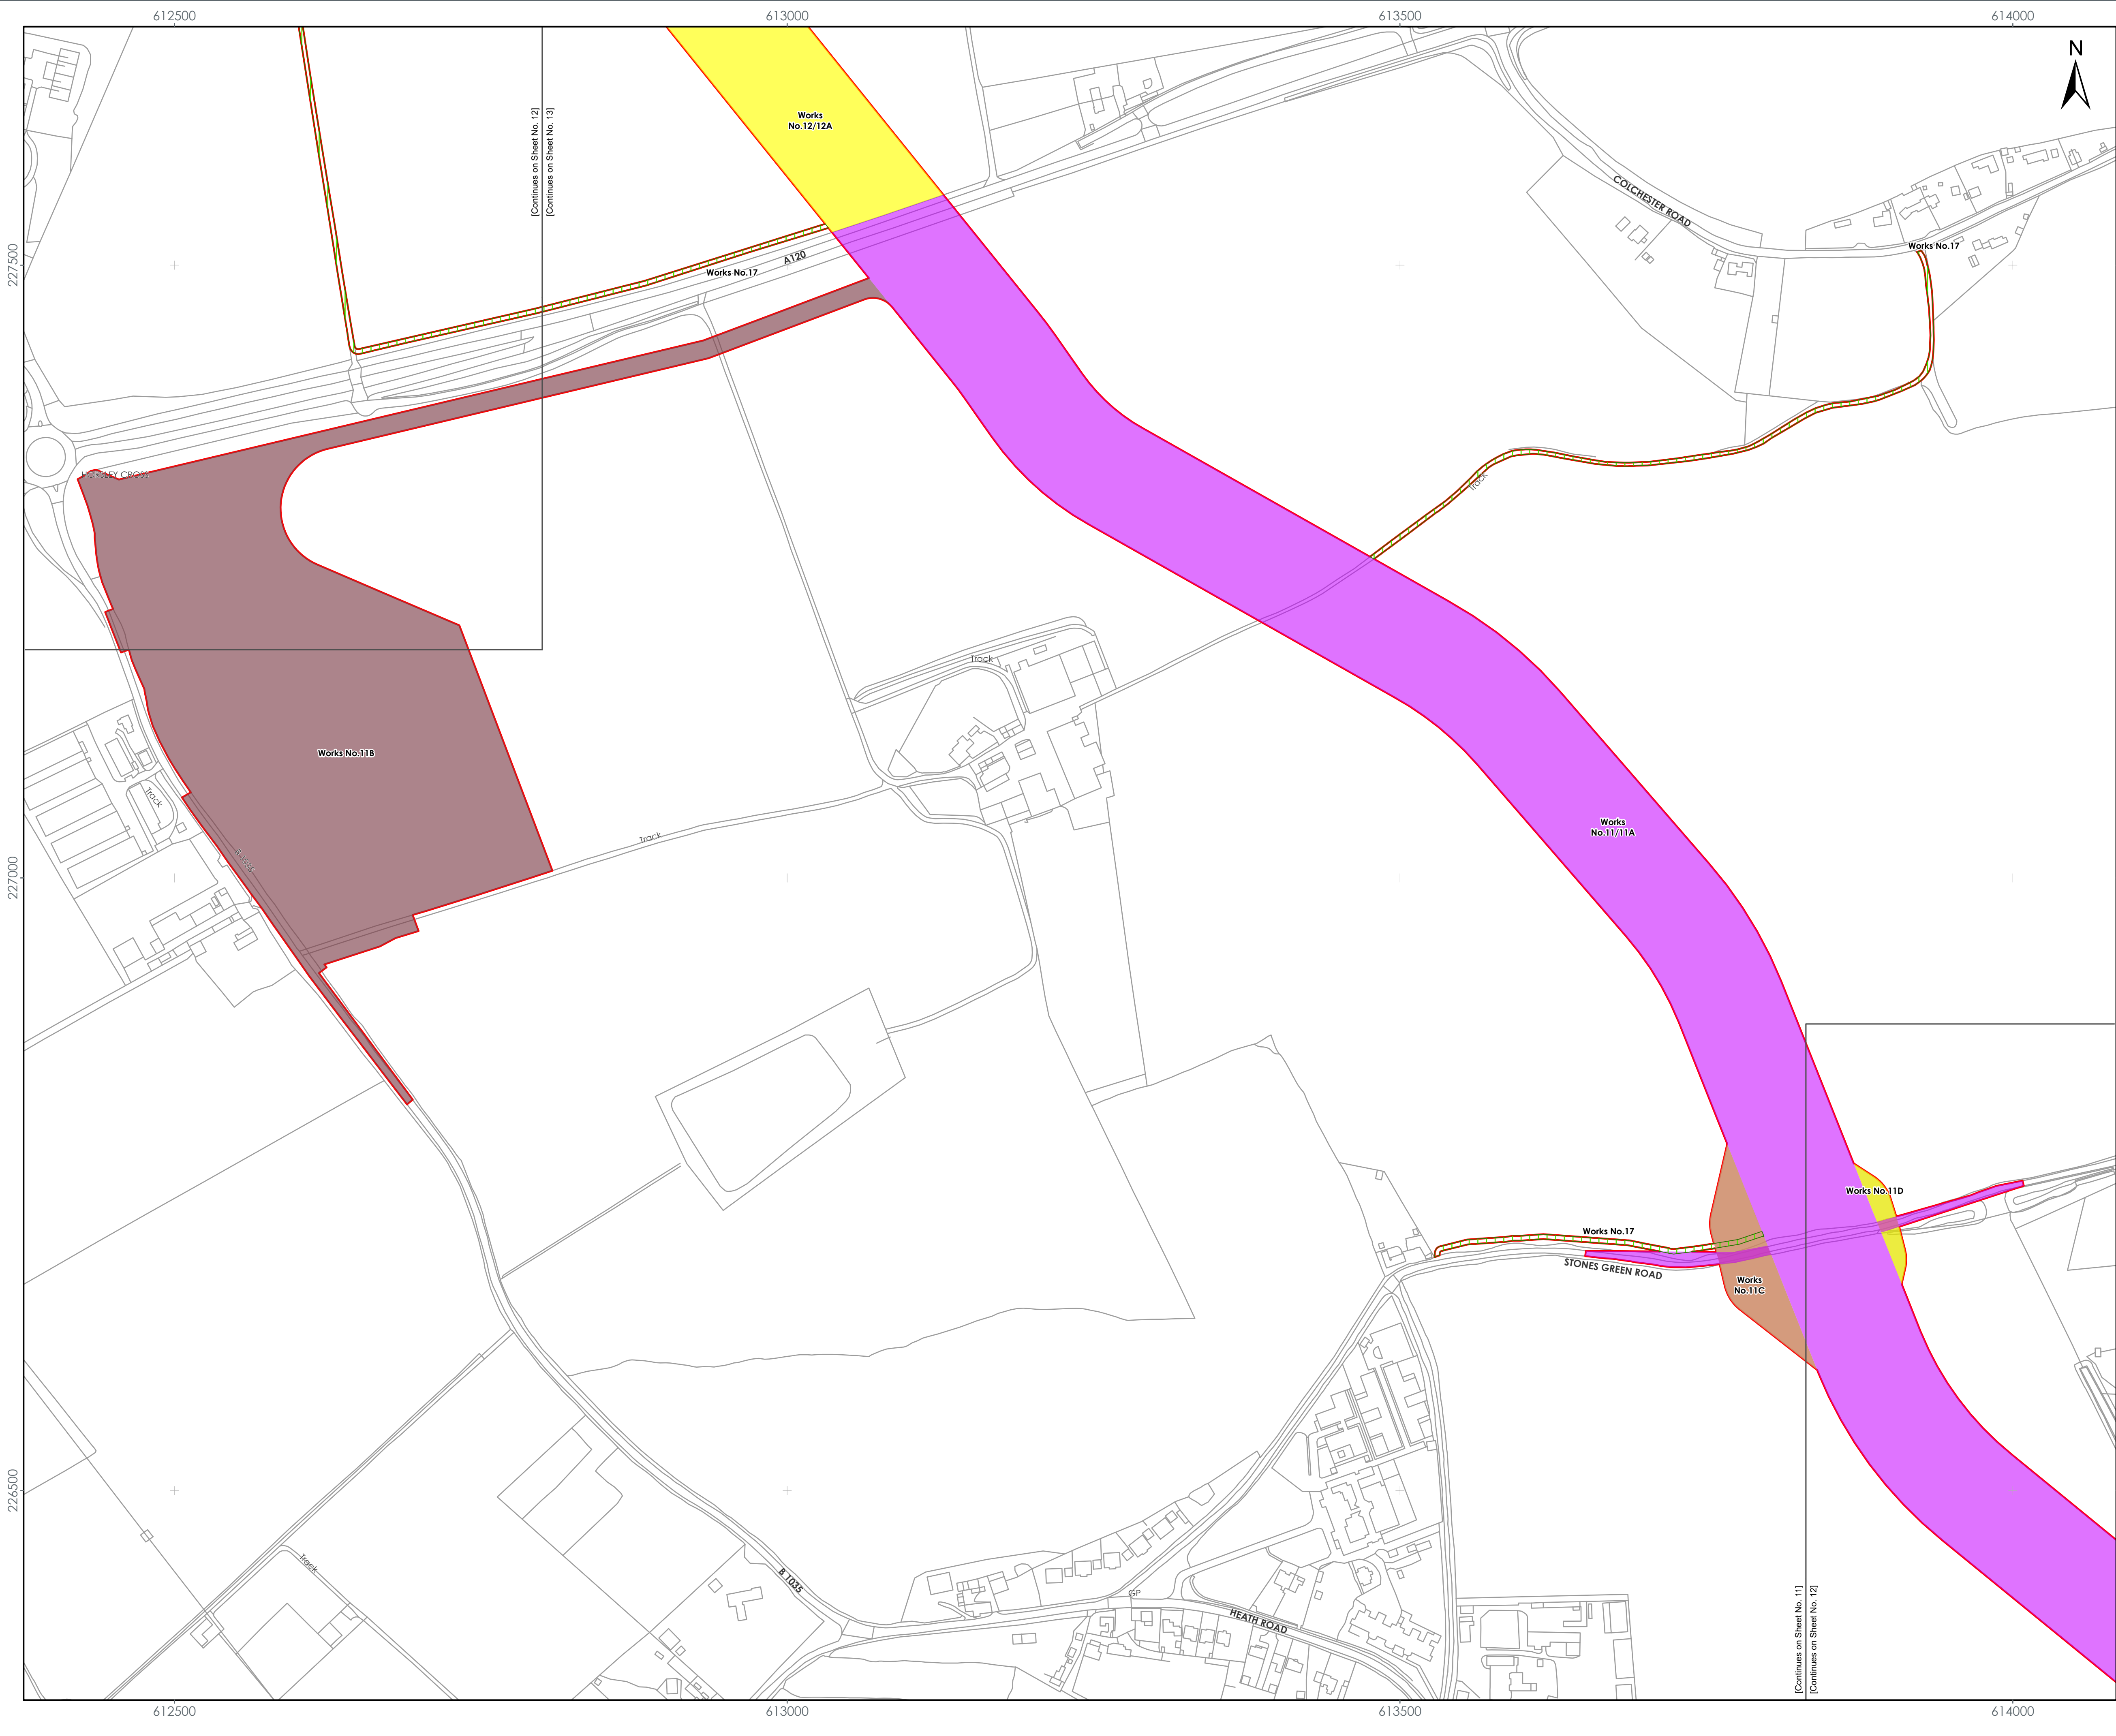 612500
613000
613500
614000
N
[Continues on Sheet No. 12]
[Continues on Sheet No. 13]
Works
No.12/12A
COLCHESTER ROAD
Works No.17
227500
A120
Works No.17
Track
Track
Works No.11B
Track
Track
Works
No.11/11A
227000
Works No.11D
Works No.17
STONES GREEN ROAD
Works
No.11C
226500
Track
B 1035
GP
HEATH ROAD
[Continues on Sheet No. 11]
[Continues on Sheet No. 12]
612500
613000
613500
614000